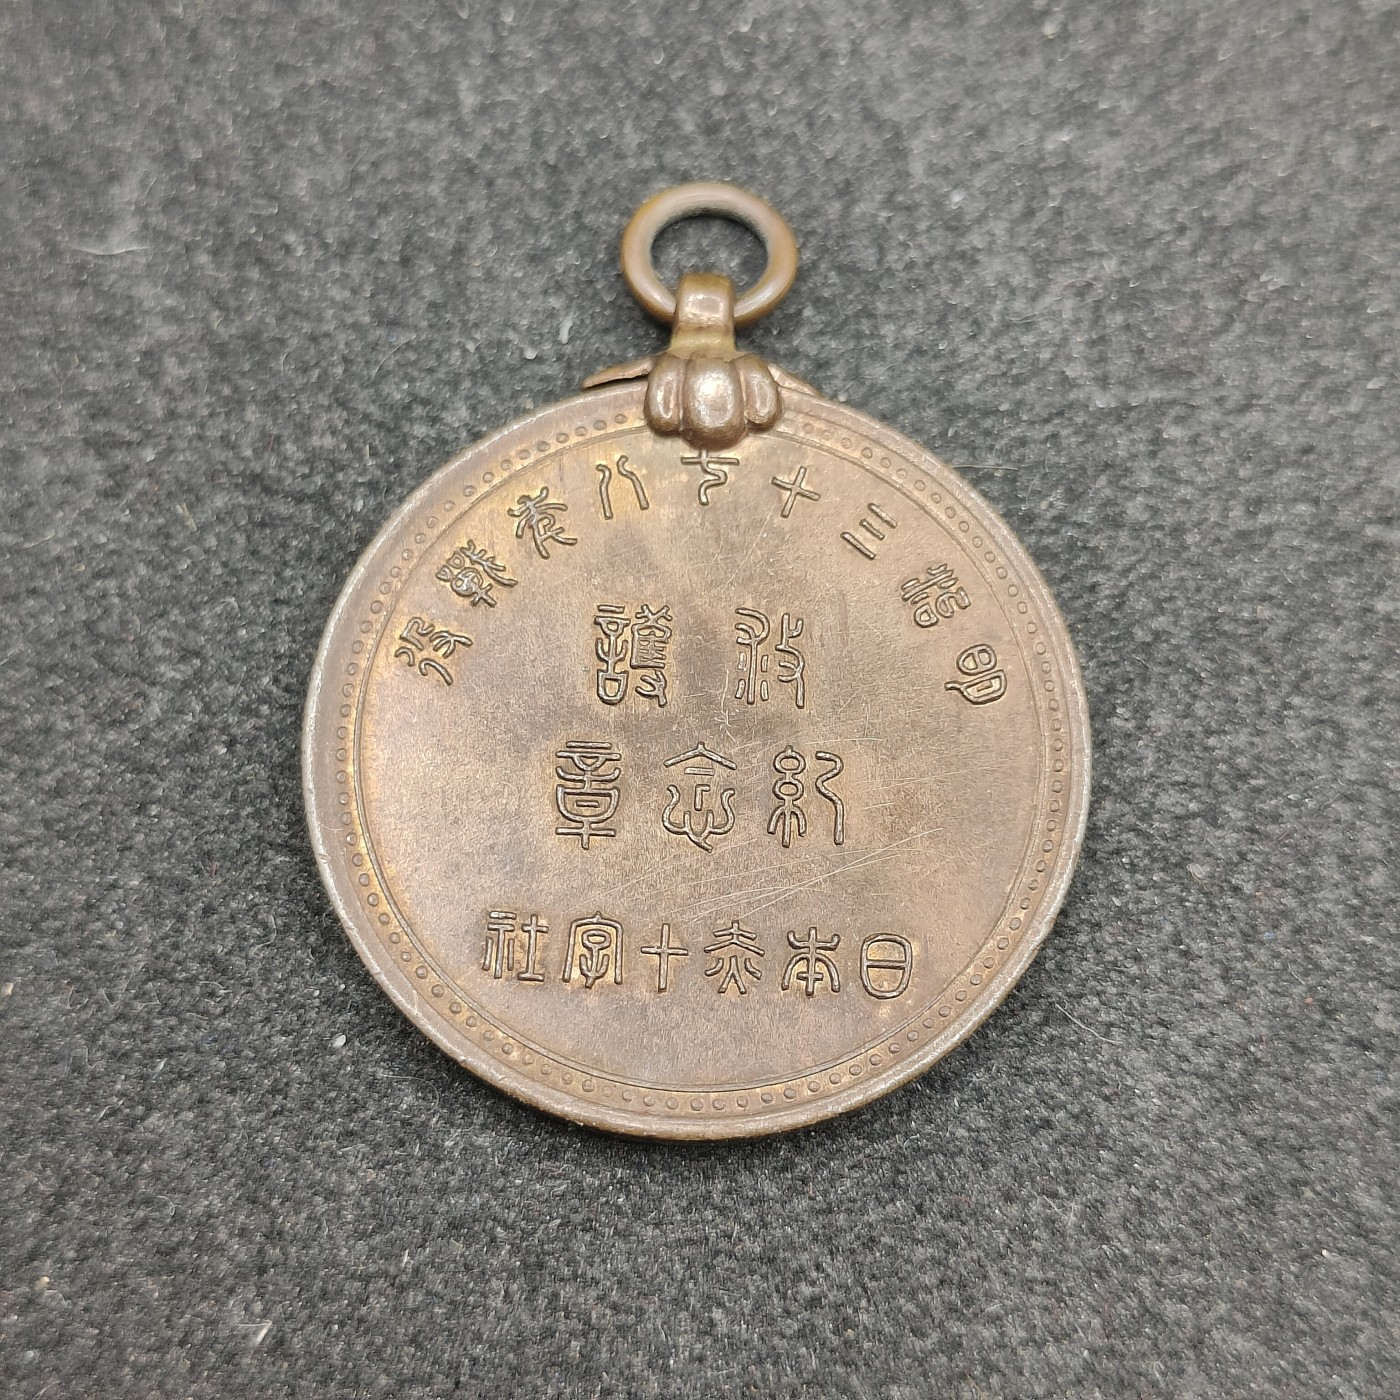 明治三十七八年戰役
救護
紀念章
日本赤十字社